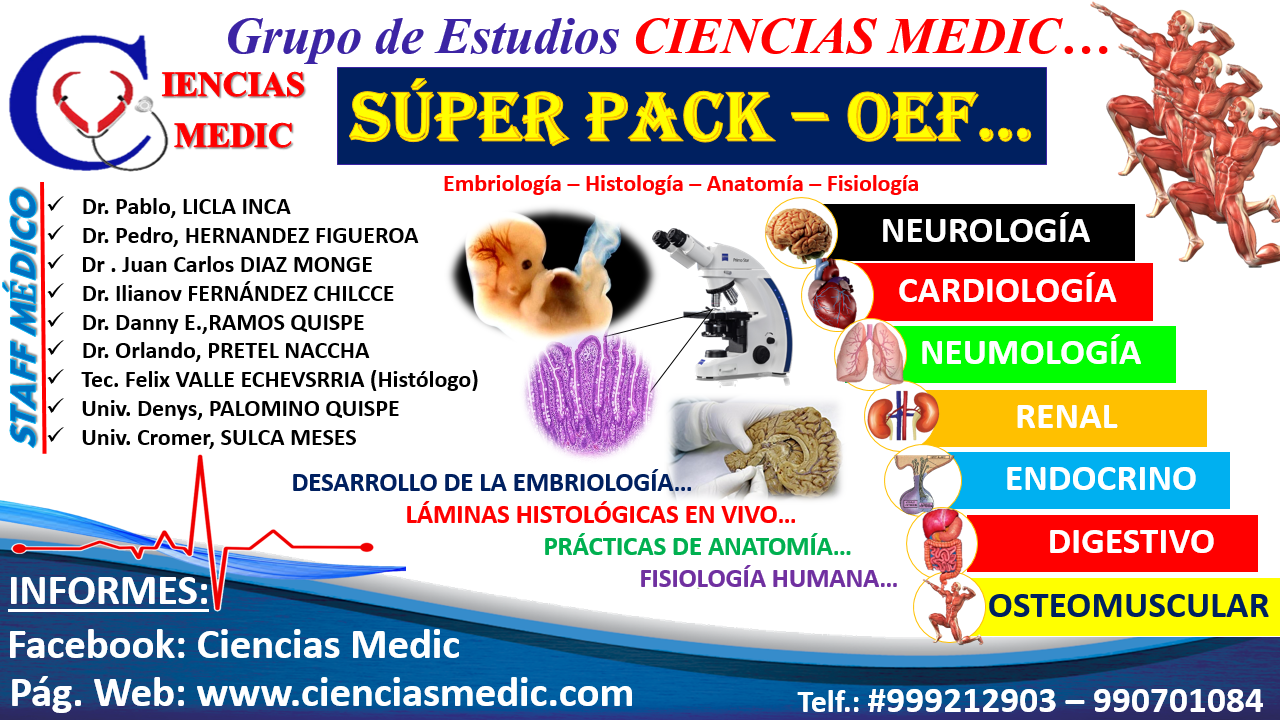 Grupo de Estudios CIENCIAS MEDIC…
CIENCIAS
MEDIC
SÚPER PACK – OEF...
Embriología – Histología – Anatomía – Fisiología
STAFF MÉDICO
✓ Dr. Pablo, LICLA INCA
✓ Dr. Pedro, HERNANDEZ FIGUEROA
✓ Dr . Juan Carlos DIAZ MONGE
✓ Dr. Ilianov FERNÁNDEZ CHILCCE
✓ Dr. Danny E.,RAMOS QUISPE
✓ Dr. Orlando, PRETEL NACCHA
✓ Tec. Felix VALLE ECHEVSRRIA (Histólogo)
✓ Univ. Denys, PALOMINO QUISPE
✓ Univ. Cromer, SULCA MESES
NEUROLOGÍA
CARDIOLOGÍA
NEUMOLOGÍA
RENAL
ENDOCRINO
DIGESTIVO
OSTEOMUSCULAR
DESARROLLO DE LA EMBRIOLOGÍA…
LÁMINAS HISTOLÓGICAS EN VIVO…
PRÁCTICAS DE ANATOMÍA…
FISIOLOGÍA HUMANA…
INFORMES:
Facebook: Ciencias Medic
Pág. Web: www.cienciasmedic.com
Telf.: #999212903 – 990701084